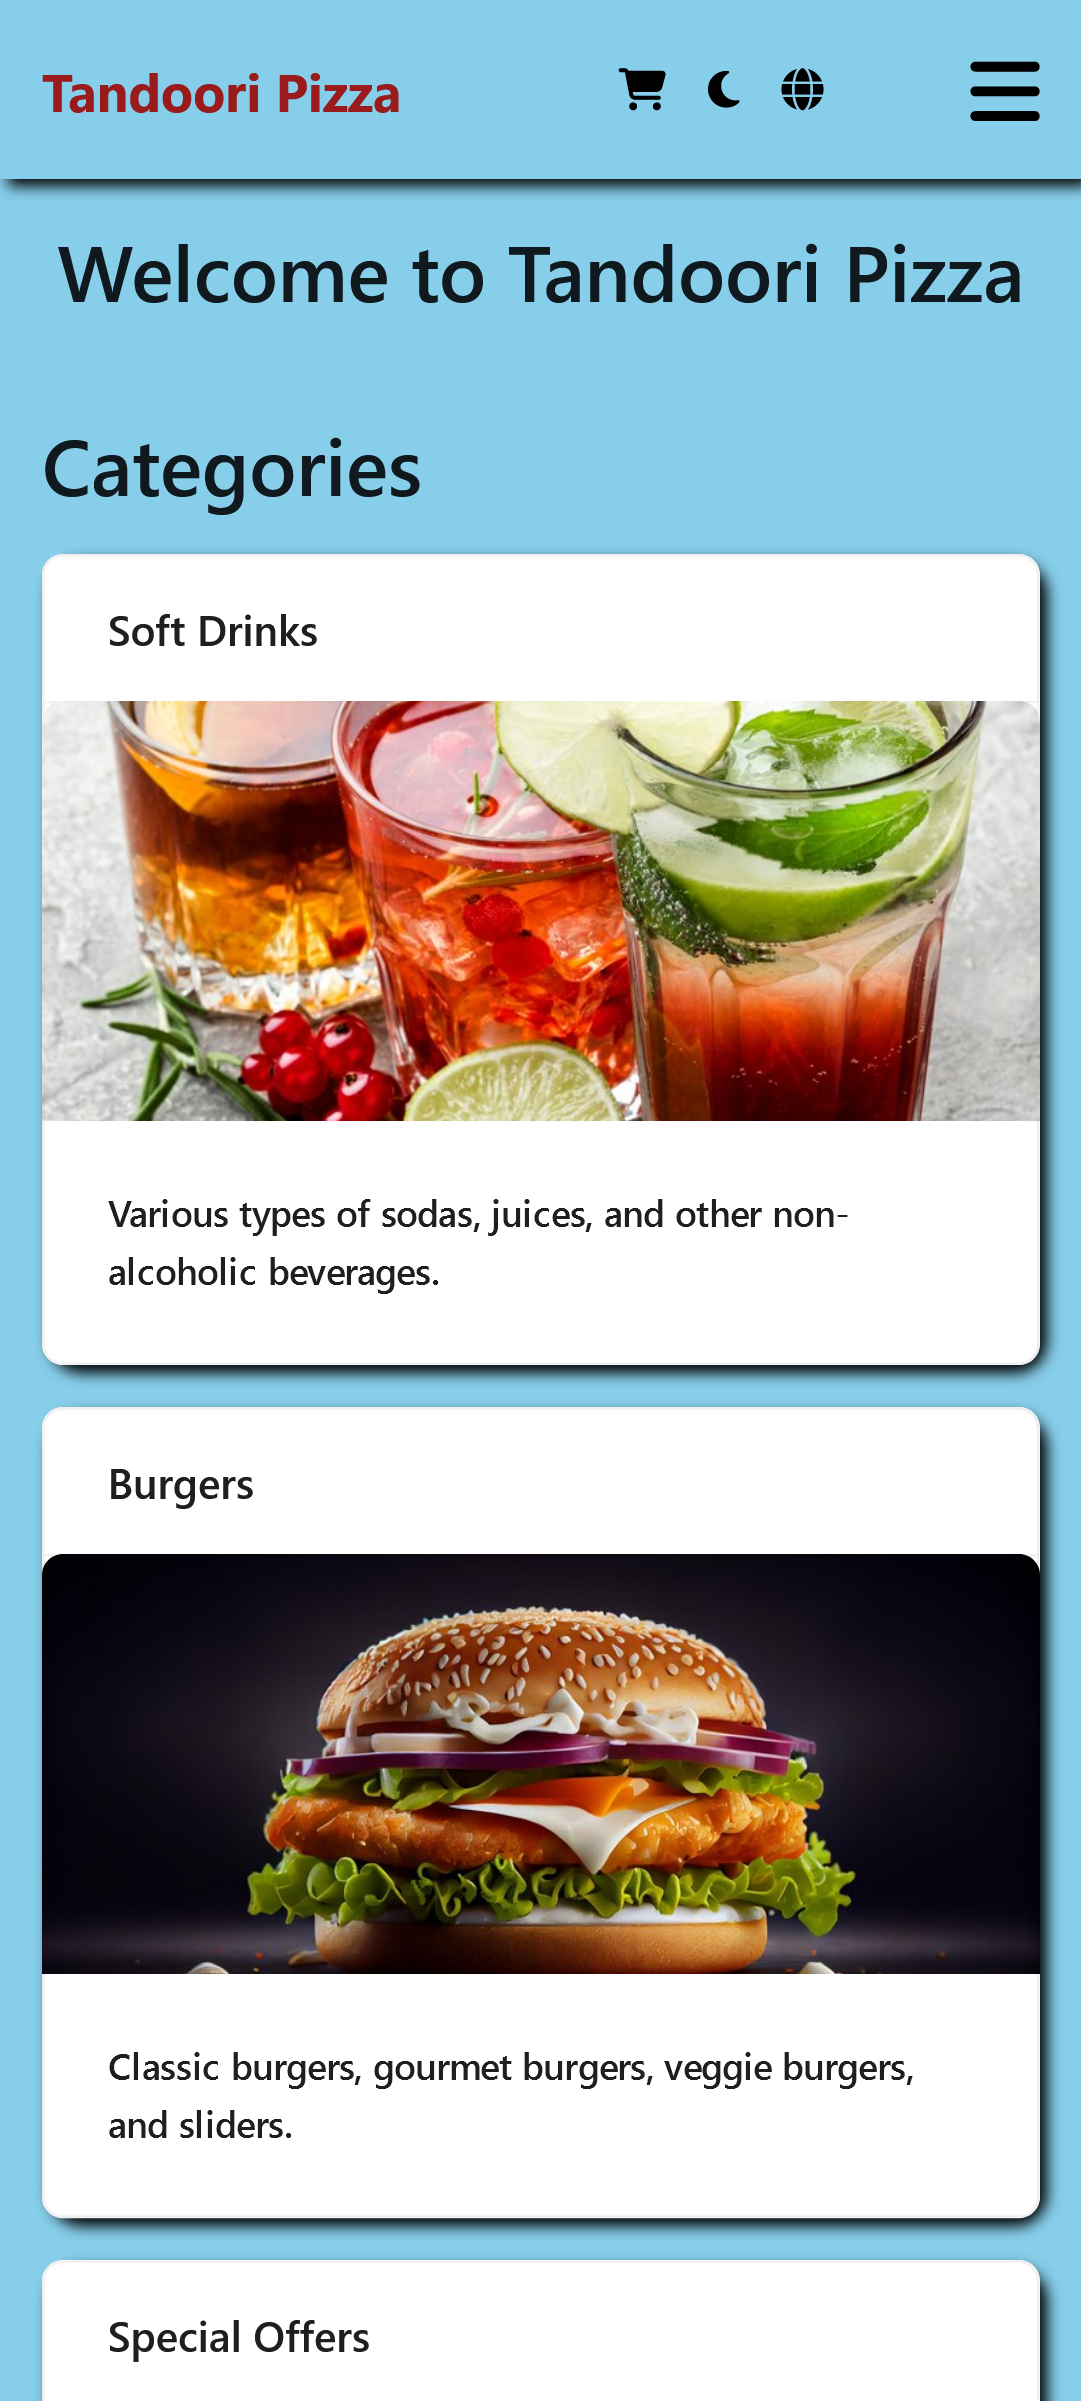 Tandoori Pizza
Welcome to Tandoori Pizza
Categories
Soft Drinks
Various types of sodas, juices, and other non-
alcoholic beverages.
Burgers
Classic burgers, gourmet burgers, veggie burgers,
and sliders.
Special Offers